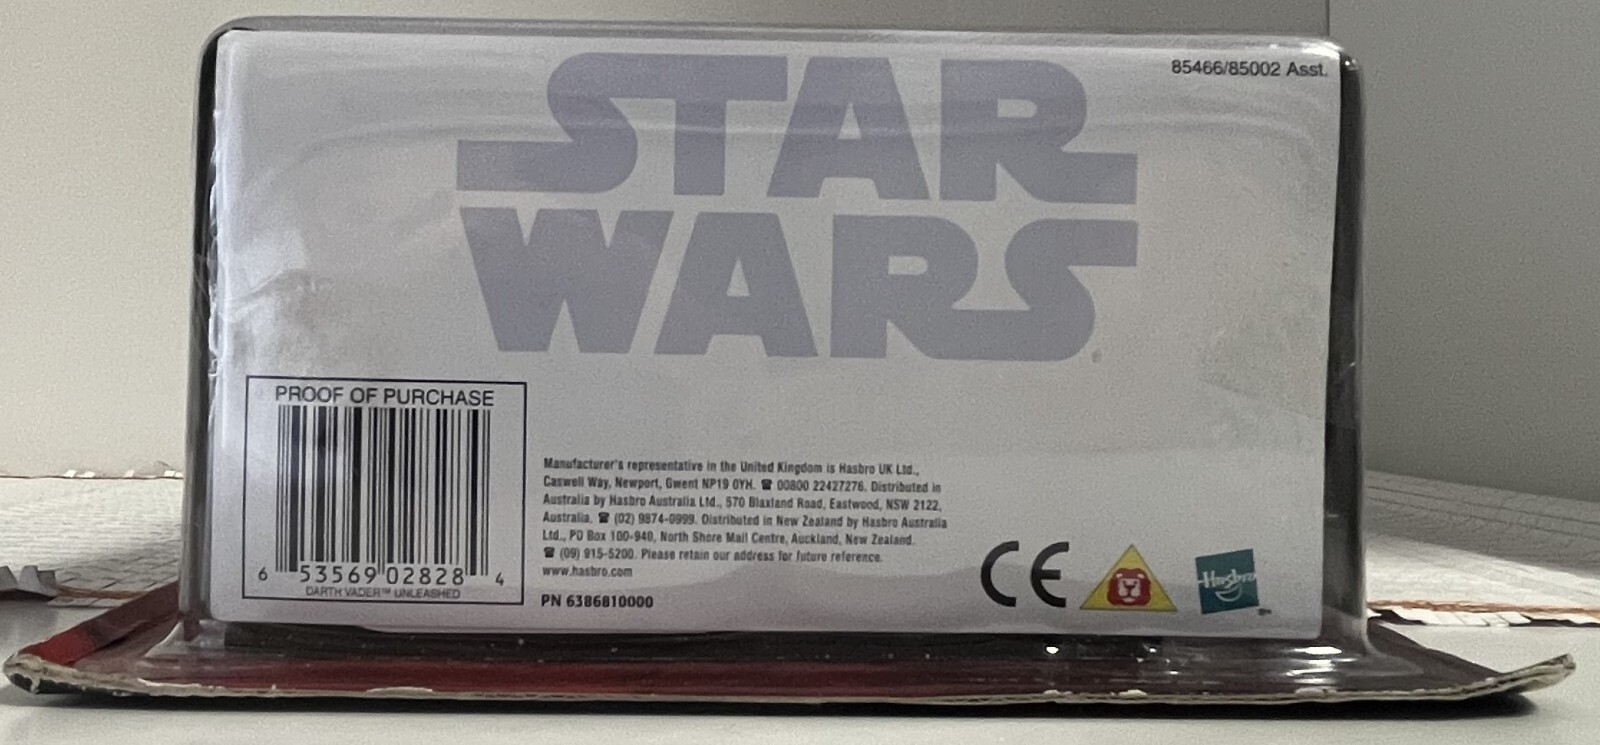 85466/85002 Asst.
STAR
WARS
PROOF OF PURCHASE
6 53569 02828 4
DARTH VADER™ UNLEASHED
Manufacturer's representative in the United Kingdom is Hasbro UK Ltd.,
Caswell Way, Newport, Gwent NP19 0YH. ☎ 00800 22427276. Distributed in
Australia by Hasbro Australia Ltd., 570 Blaxland Road, Eastwood, NSW 2122,
Australia. ☎ (02) 9874-0999. Distributed in New Zealand by Hasbro Australia
Ltd., PO Box 100-940, North Shore Mail Centre, Auckland, New Zealand.
☎ (09) 915-5200. Please retain our address for future reference.
www.hasbro.com
PN 6386810000
CE
Hasbro